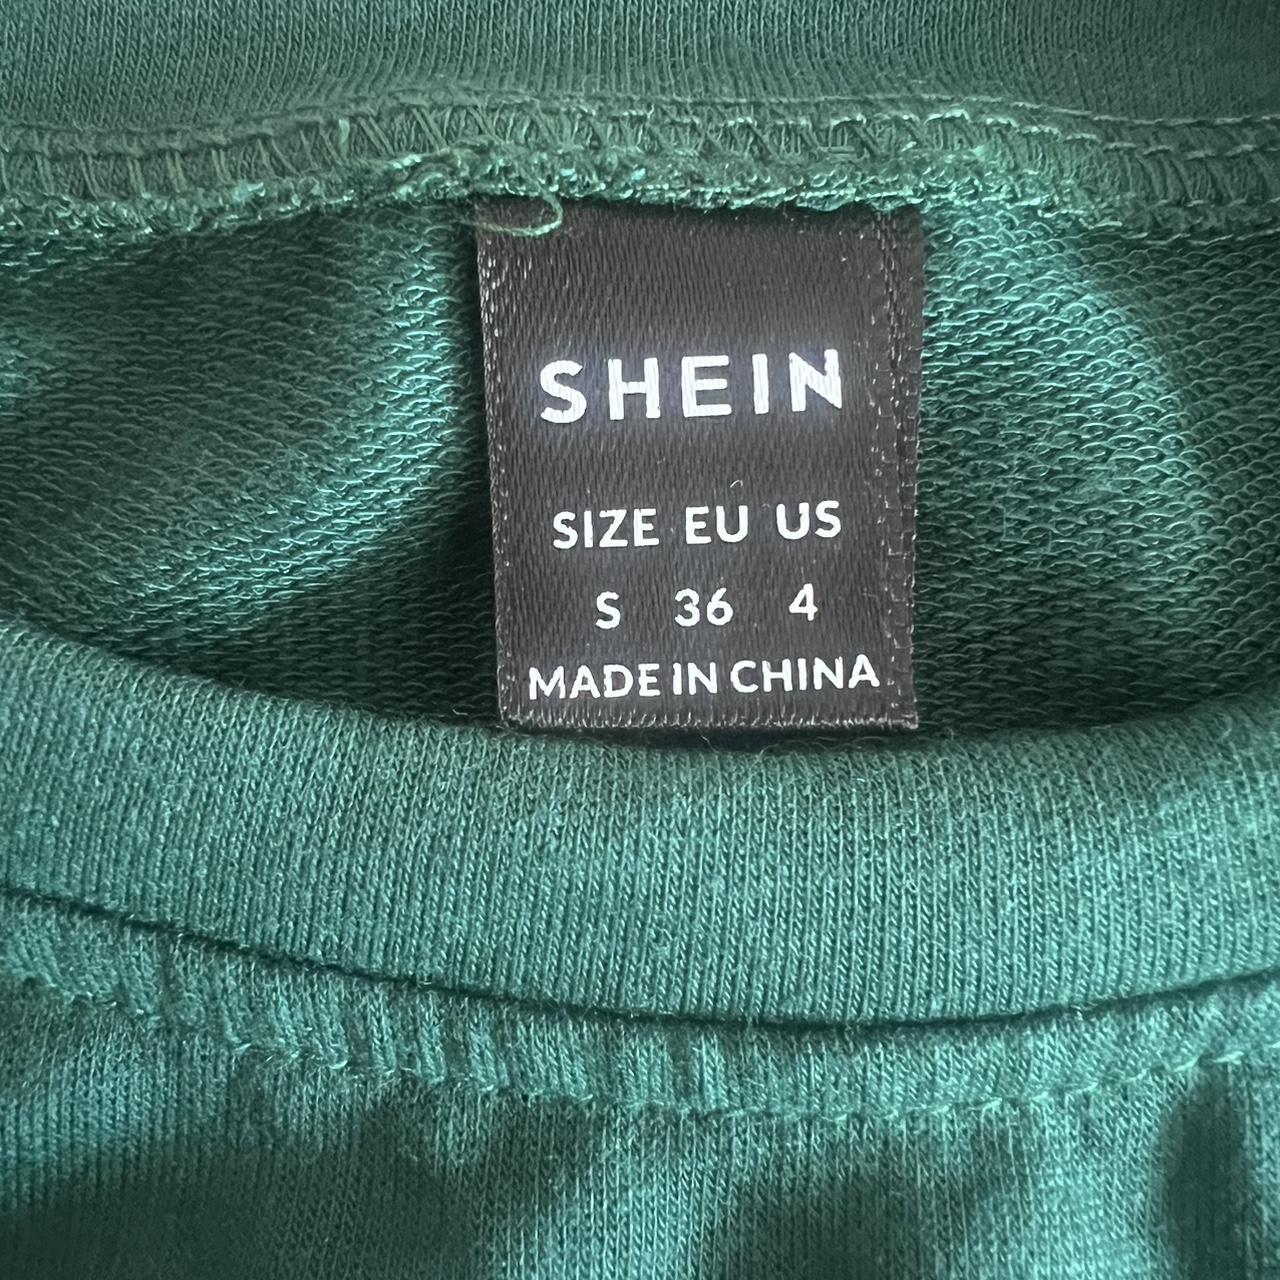 SHEIN
SIZE EU US
S 36 4
MADE IN CHINA